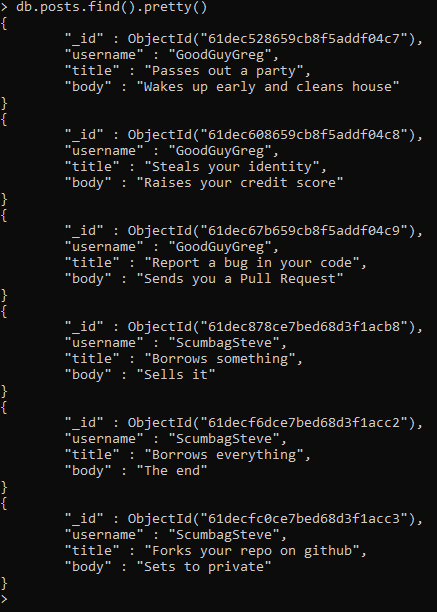 > db.posts.find().pretty()
{
"_id" : ObjectId("61dec528659cb8f5addf04c7"),
"username" : "GoodGuyGreg",
"title" : "Passes out a party",
"body" : "Wakes up early and cleans house"
}
{
"_id" : ObjectId("61dec608659cb8f5addf04c8"),
"username" : "GoodGuyGreg",
"title" : "Steals your identity",
"body" : "Raises your credit score"
}
{
"_id" : ObjectId("61dec67b659cb8f5addf04c9"),
"username" : "GoodGuyGreg",
"title" : "Report a bug in your code",
"body" : "Sends you a Pull Request"
}
{
"_id" : ObjectId("61dec878ce7bed68d3f1acb8"),
"username" : "ScumbagSteve",
"title" : "Borrows something",
"body" : "Sells it"
}
{
"_id" : ObjectId("61decf6dce7bed68d3f1acc2"),
"username" : "ScumbagSteve",
"title" : "Borrows everything",
"body" : "The end"
}
{
"_id" : ObjectId("61decfc0ce7bed68d3f1acc3"),
"username" : "ScumbagSteve",
"title" : "Forks your repo on github",
"body" : "Sets to private"
}
>